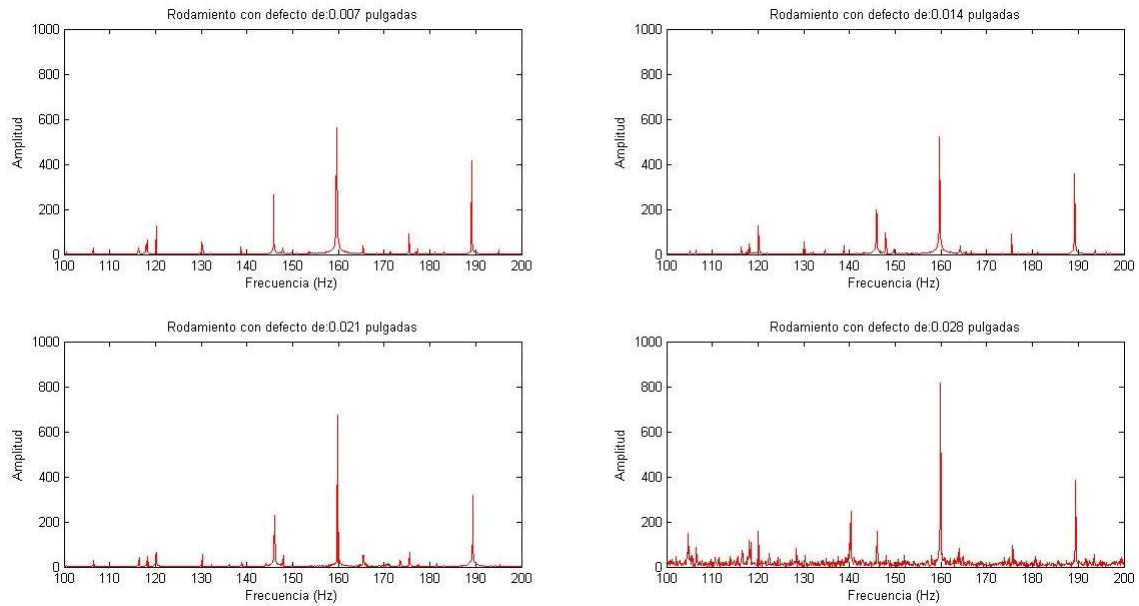 Rodamiento con defecto de:0.007 pulgadas
1000
800
600
400
200
0
Amplitud
100 110 120 130 140 150 160 170 180 190 200
Frecuencia (Hz)
Rodamiento con defecto de:0.014 pulgadas
1000
800
600
400
200
0
Amplitud
100 110 120 130 140 150 160 170 180 190 200
Frecuencia (Hz)
Rodamiento con defecto de:0.021 pulgadas
1000
800
600
400
200
0
Amplitud
100 110 120 130 140 150 160 170 180 190 200
Frecuencia (Hz)
Rodamiento con defecto de:0.028 pulgadas
1000
800
600
400
200
0
Amplitud
100 110 120 130 140 150 160 170 180 190 200
Frecuencia (Hz)